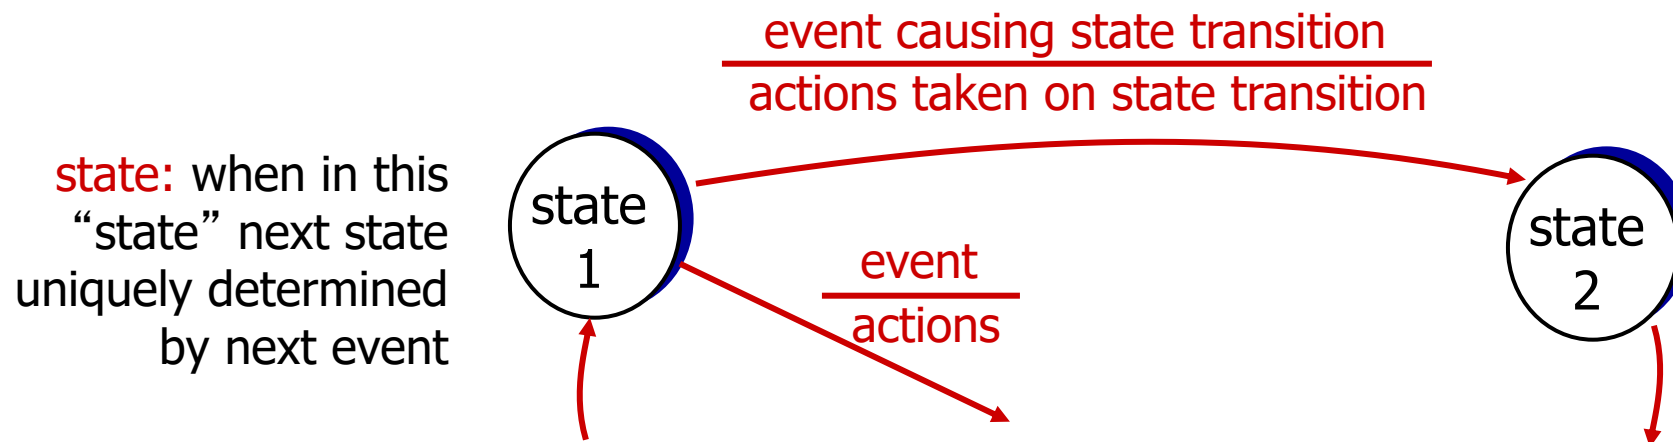 event causing state transition
actions taken on state transition
state: when in this
“state” next state
uniquely determined
by next event
state
1
event
actions
state
2